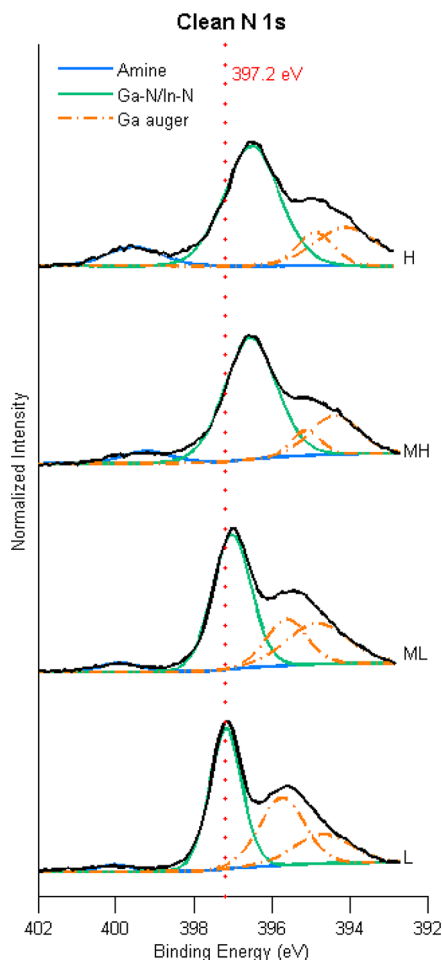 Clean N 1s
Amine
397.2 eV
Ga-N/In-N
Ga auger
H
MH
ML
L
Normalized Intensity
402 400 398 396 394 392
Binding Energy (eV)